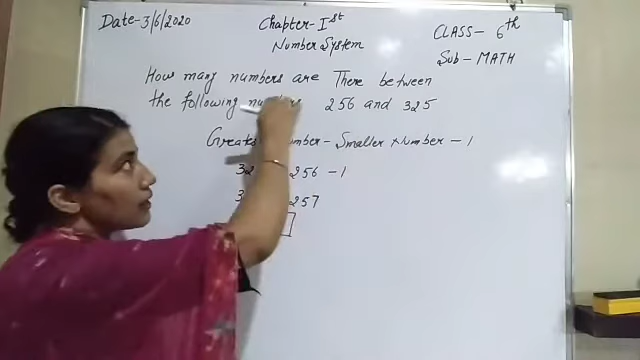 Date-3/6/2020
Chapter-Ist
Number System
CLASS- 6th
Sub- MATH
How many numbers are There between
the following 256 and 325
Smaller Number - 1
256 - 1
257